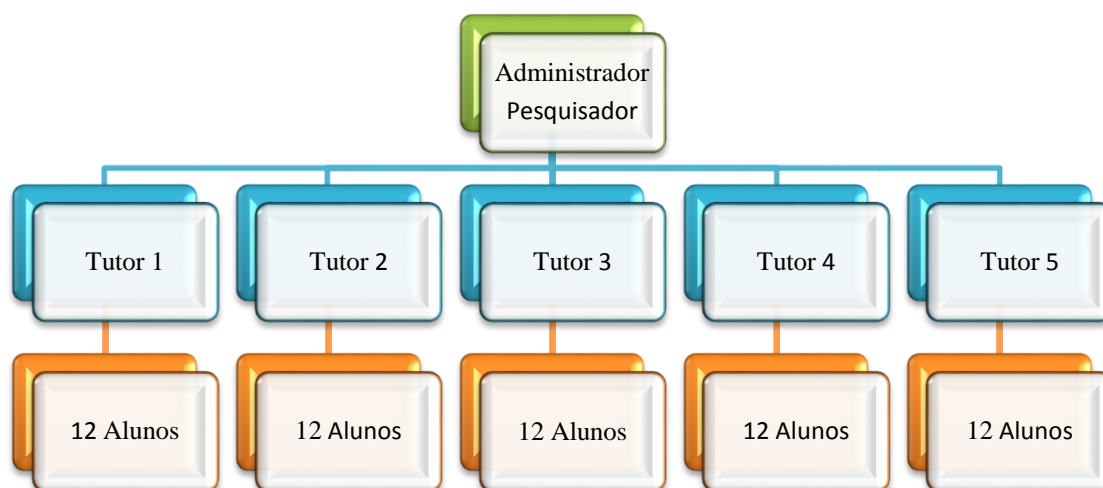 Administrador
Pesquisador
Tutor 1
Tutor 2
Tutor 3
Tutor 4
Tutor 5
12 Alunos
12 Alunos
12 Alunos
12 Alunos
12 Alunos